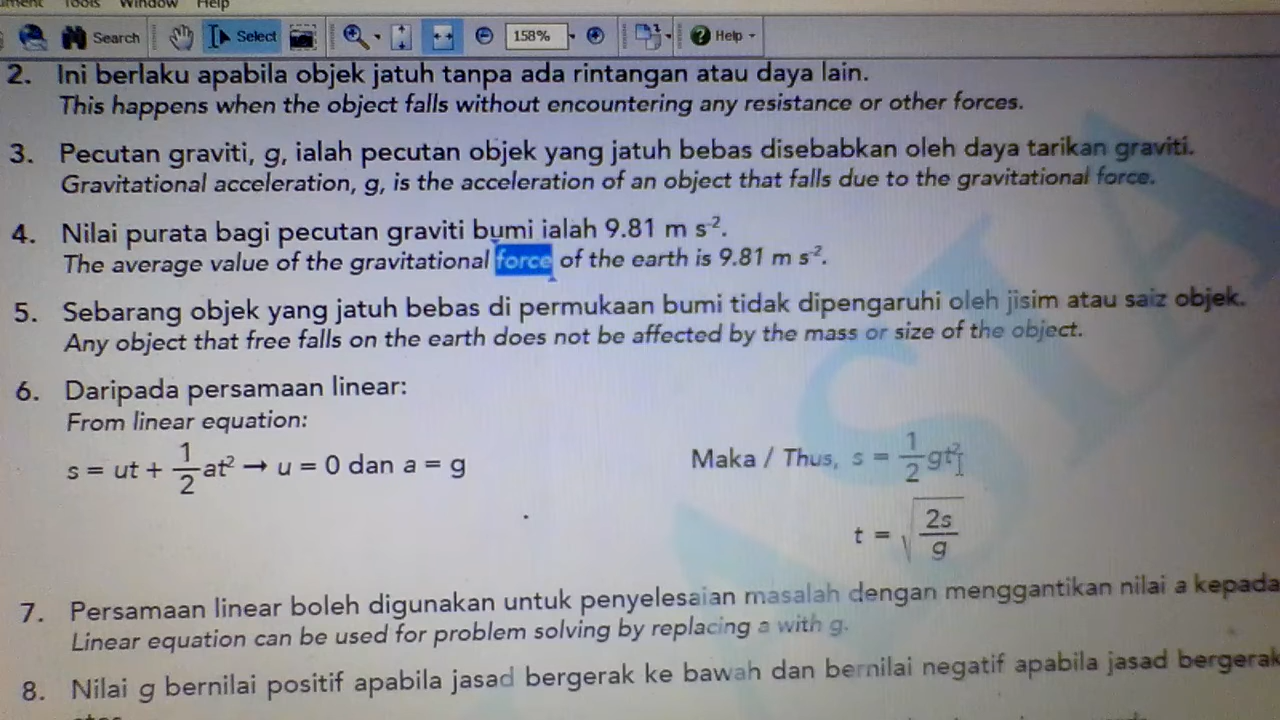 Tools Window Help
Search Select 158% Help
2. Ini berlaku apabila objek jatuh tanpa ada rintangan atau daya lain.
This happens when the object falls without encountering any resistance or other forces.
3. Pecutan graviti, g, ialah pecutan objek yang jatuh bebas disebabkan oleh daya tarikan graviti.
Gravitational acceleration, g, is the acceleration of an object that falls due to the gravitational force.
4. Nilai purata bagi pecutan graviti bumi ialah 9.81 m s⁻².
The average value of the gravitational force of the earth is 9.81 m s⁻².
5. Sebarang objek yang jatuh bebas di permukaan bumi tidak dipengaruhi oleh jisim atau saiz objek.
Any object that free falls on the earth does not be affected by the mass or size of the object.
6. Daripada persamaan linear:
From linear equation:
s = ut + 1/2 at² → u = 0 dan a = g
Maka / Thus, s = 1/2 gt²
t = √(2s/g)
7. Persamaan linear boleh digunakan untuk penyelesaian masalah dengan menggantikan nilai a kepada
Linear equation can be used for problem solving by replacing a with g.
8. Nilai g bernilai positif apabila jasad bergerak ke bawah dan bernilai negatif apabila jasad bergerak